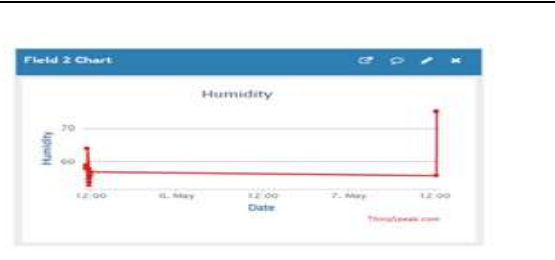 Field 2 Chart
Humidity
Humidity
70
60
12:00
6. May
12:00
7. May
12:00
Date
ThingSpeak.com